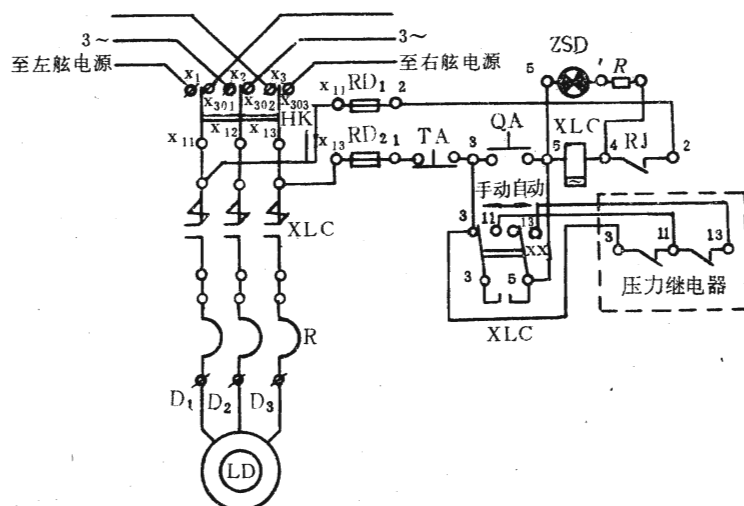 3～ 3～ ZSD
至左舷电源 x₁ x₂ x₃ 至右舷电源 5 ′ R
x₃₀₁ x₃₀₂ x₃₀₃ x₁₁ RD₁ 2
HK QA XLC
x₁₁ x₁₂ x₁₃ x₁₃ RD₂ 1 TA 3 5 4 RJ 2
手动自动
XLC 3 11 13 3 11 13
XX
3 5 压力继电器
R XLC
D₁ D₂ D₃
LD